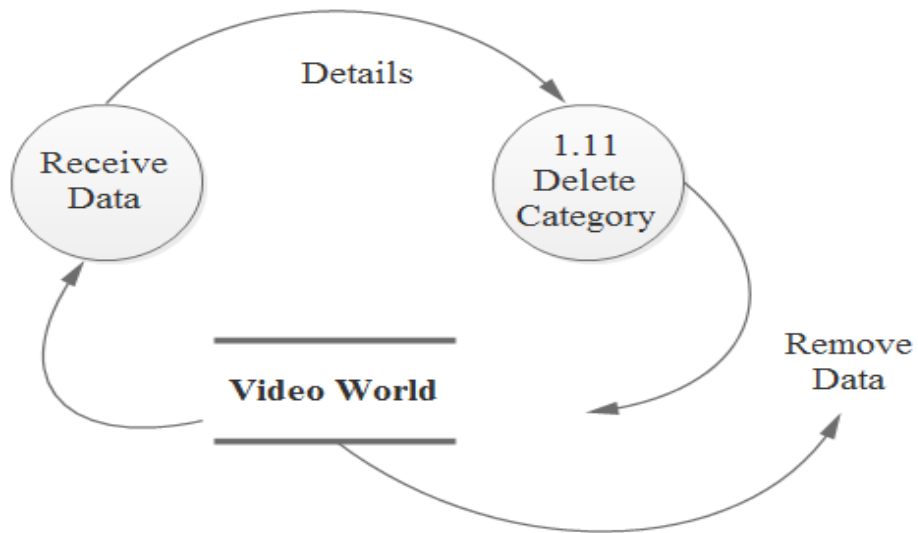 Details
Receive
Data
1.11
Delete
Category
Video World
Remove
Data